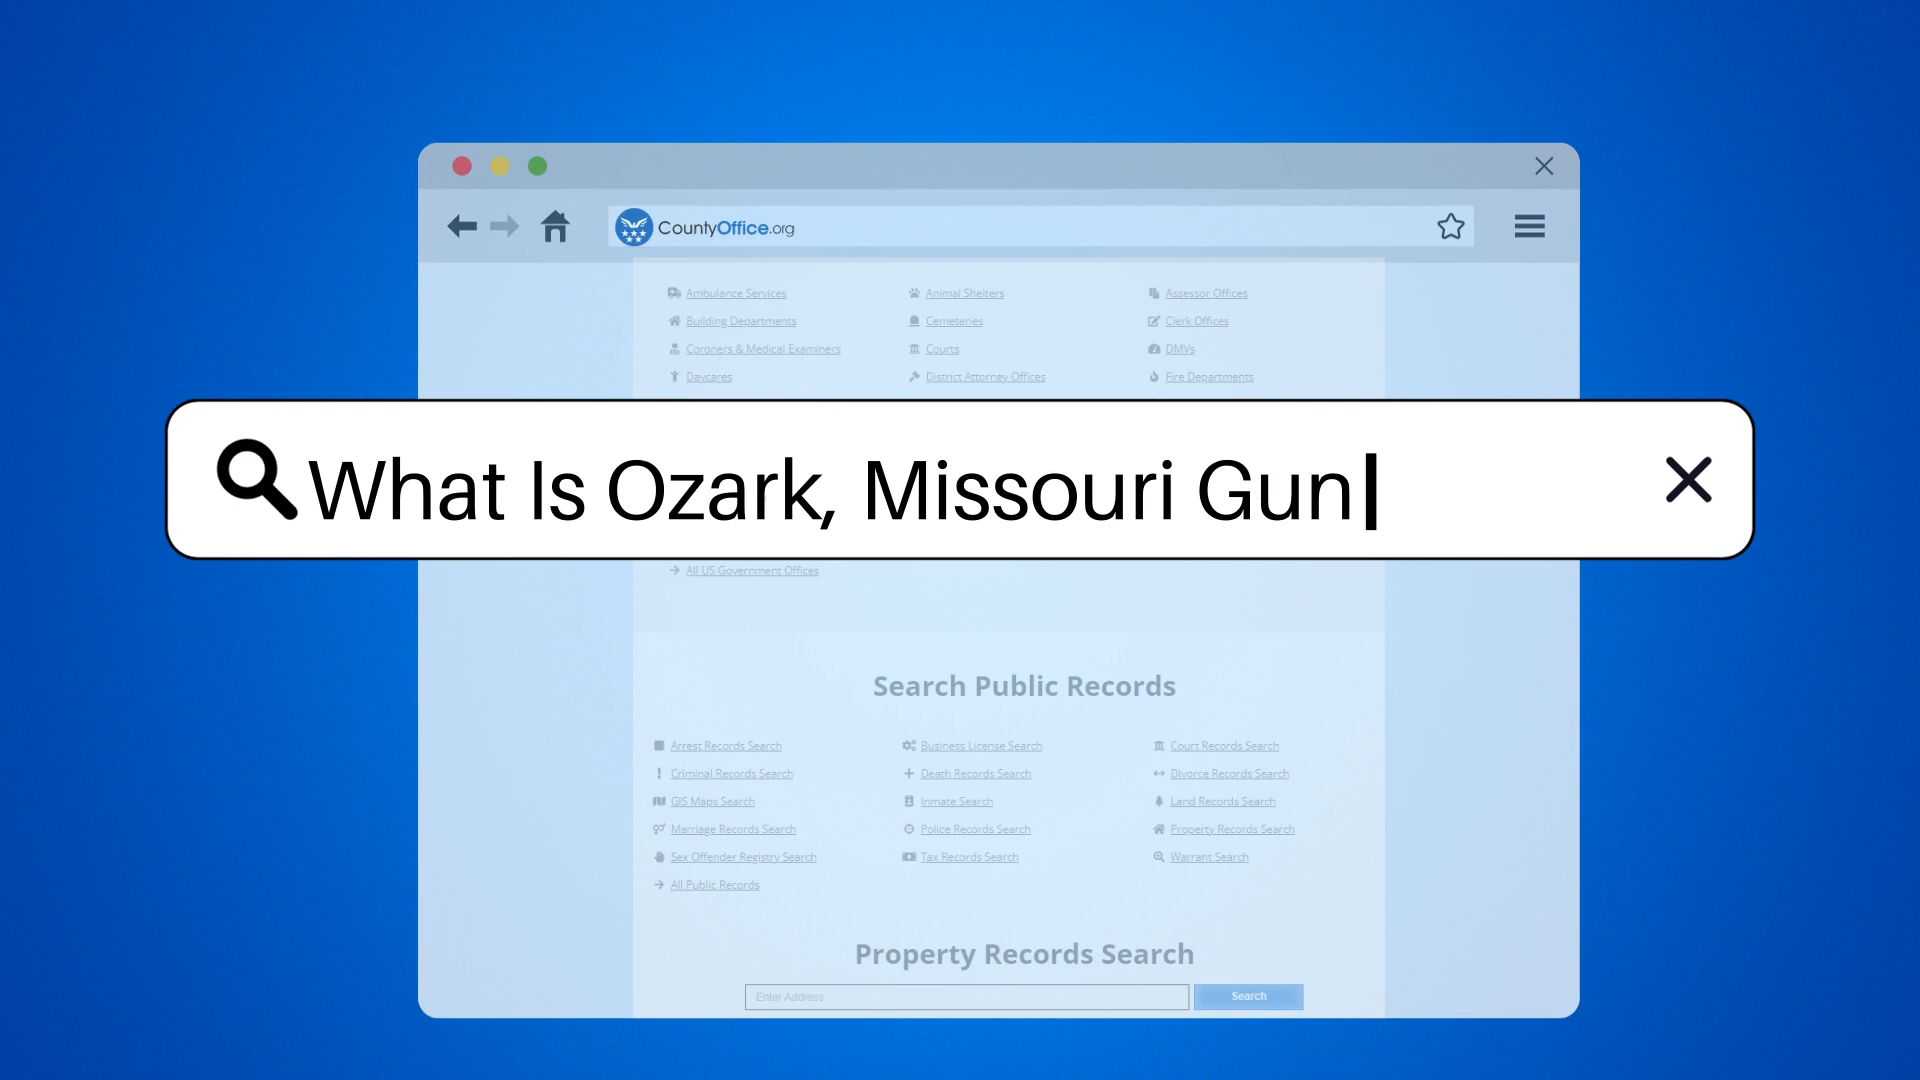 CountyOffice.org
Ambulance Services Animal Shelters Assessor Offices
Building Departments Cemeteries Clerk Offices
Coroners & Medical Examiners Courts DMVs
Daycares District Attorney Offices Fire Departments
What Is Ozark, Missouri Gun
All US Government Offices
Search Public Records
Arrest Records Search Business License Search Court Records Search
Criminal Records Search Death Records Search Divorce Records Search
GIS Maps Search Inmate Search Land Records Search
Marriage Records Search Police Records Search Property Records Search
Sex Offender Registry Search Tax Records Search Warrant Search
All Public Records
Property Records Search
Enter Address Search